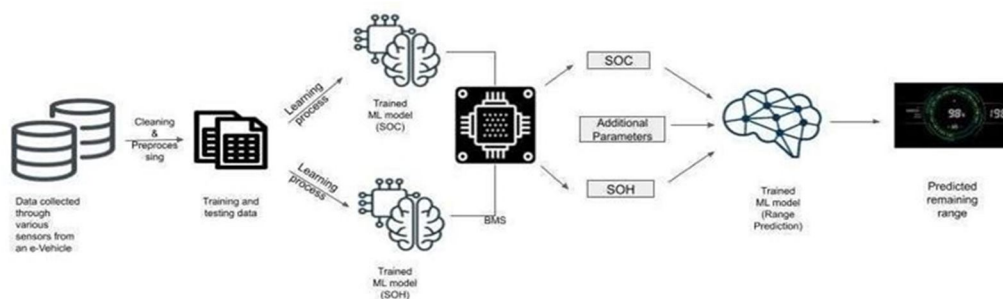 Data collected
through
various
sensors from
an e-Vehicle
Cleaning
&
Preproces
sing
Training and
testing data
Learning
process
Learning
process
Trained
ML model
(SOC)
Trained
ML model
(SOH)
BMS
SOC
Additional
Parameters
SOH
Trained
ML model
(Range
Prediction)
Predicted
remaining
range